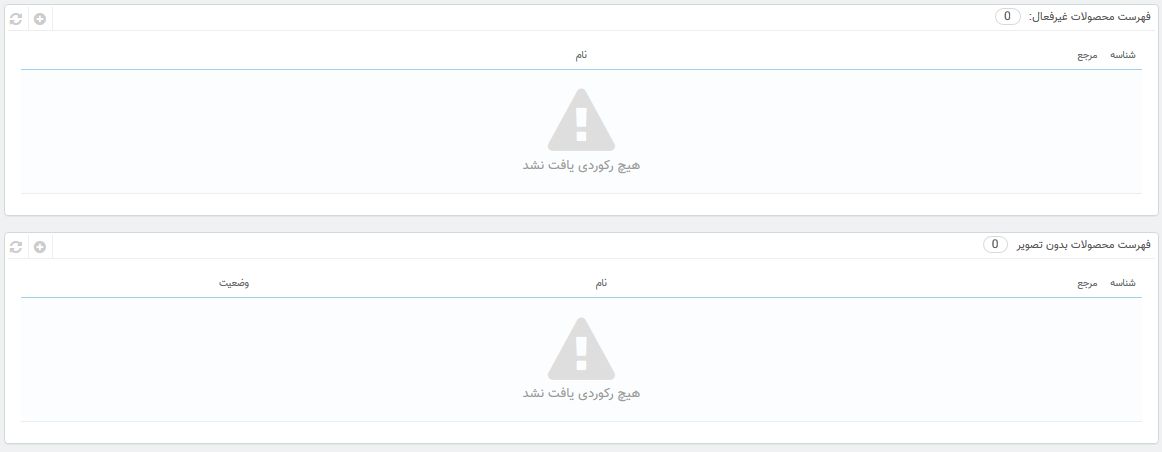 فهرست محصولات غیرفعال: 0
شناسه مرجع نام
هیچ رکوردی یافت نشد
فهرست محصولات بدون تصویر 0
شناسه مرجع نام وضعیت
هیچ رکوردی یافت نشد